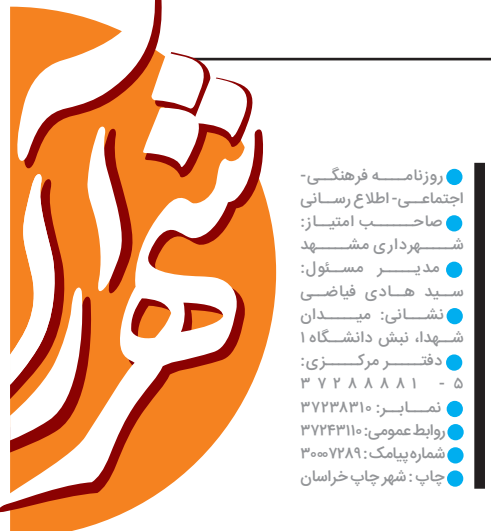 شهرآرا
روزنامه فرهنگی-
اجتماعی-اطلاع رسانی
صاحب امتیاز:
شهرداری مشهد
مدیر مسئول:
سید هادی فیاضی
نشانی: میدان
شهدا، نبش دانشگاه ۱
دفتر مرکزی:
۳۷۲۸۸۸۸۱ - ۵
نمابر: ۳۷۲۳۸۳۱۰
روابط عمومی: ۳۷۲۴۳۱۱۰
شماره پیامک: ۳۰۰۰۷۲۸۹
چاپ: شهر چاپ خراسان